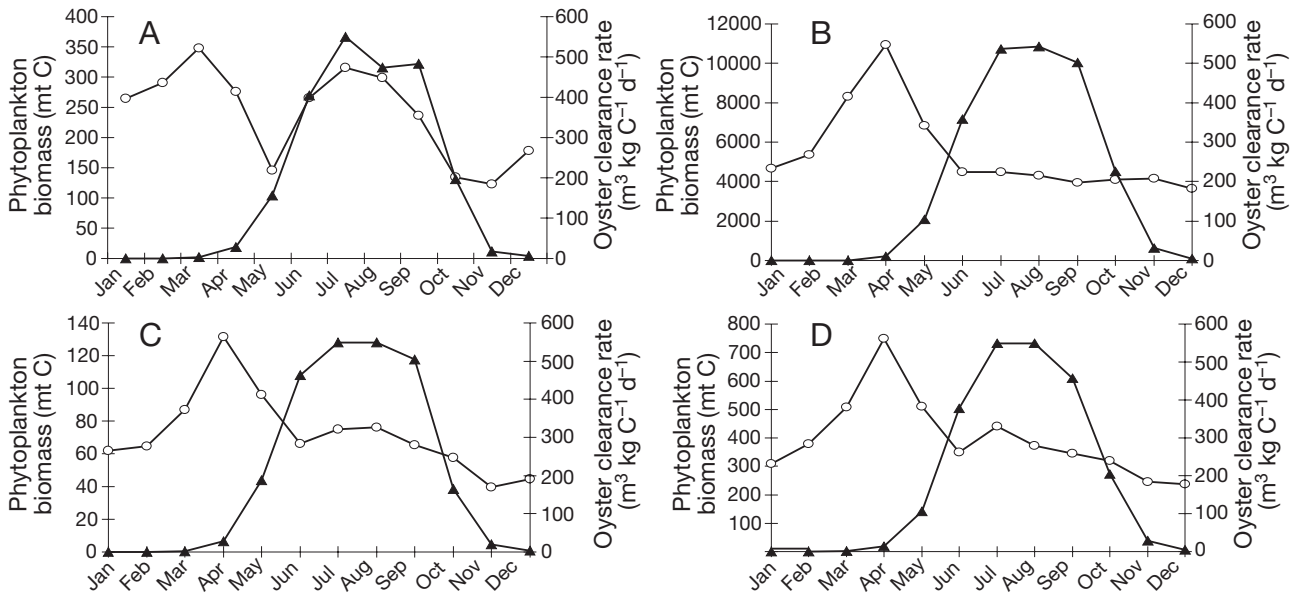 A
Phytoplankton
biomass (mt C)
400
350
300
250
200
150
100
50
0
600
500
400
300
200
100
0
Oyster clearance rate
(m³ kg C⁻¹ d⁻¹)
Jan Feb Mar Apr May Jun Jul Aug Sep Oct Nov Dec
B
Phytoplankton
biomass (mt C)
12000
10000
8000
6000
4000
2000
0
600
500
400
300
200
100
0
Oyster clearance rate
(m³ kg C⁻¹ d⁻¹)
Jan Feb Mar Apr May Jun Jul Aug Sep Oct Nov Dec
C
Phytoplankton
biomass (mt C)
140
120
100
80
60
40
20
0
600
500
400
300
200
100
0
Oyster clearance rate
(m³ kg C⁻¹ d⁻¹)
Jan Feb Mar Apr May Jun Jul Aug Sep Oct Nov Dec
D
Phytoplankton
biomass (mt C)
800
700
600
500
400
300
200
100
600
500
400
300
200
100
0
Oyster clearance rate
(m³ kg C⁻¹ d⁻¹)
Jan Feb Mar Apr May Jun Jul Aug Sep Oct Nov Dec